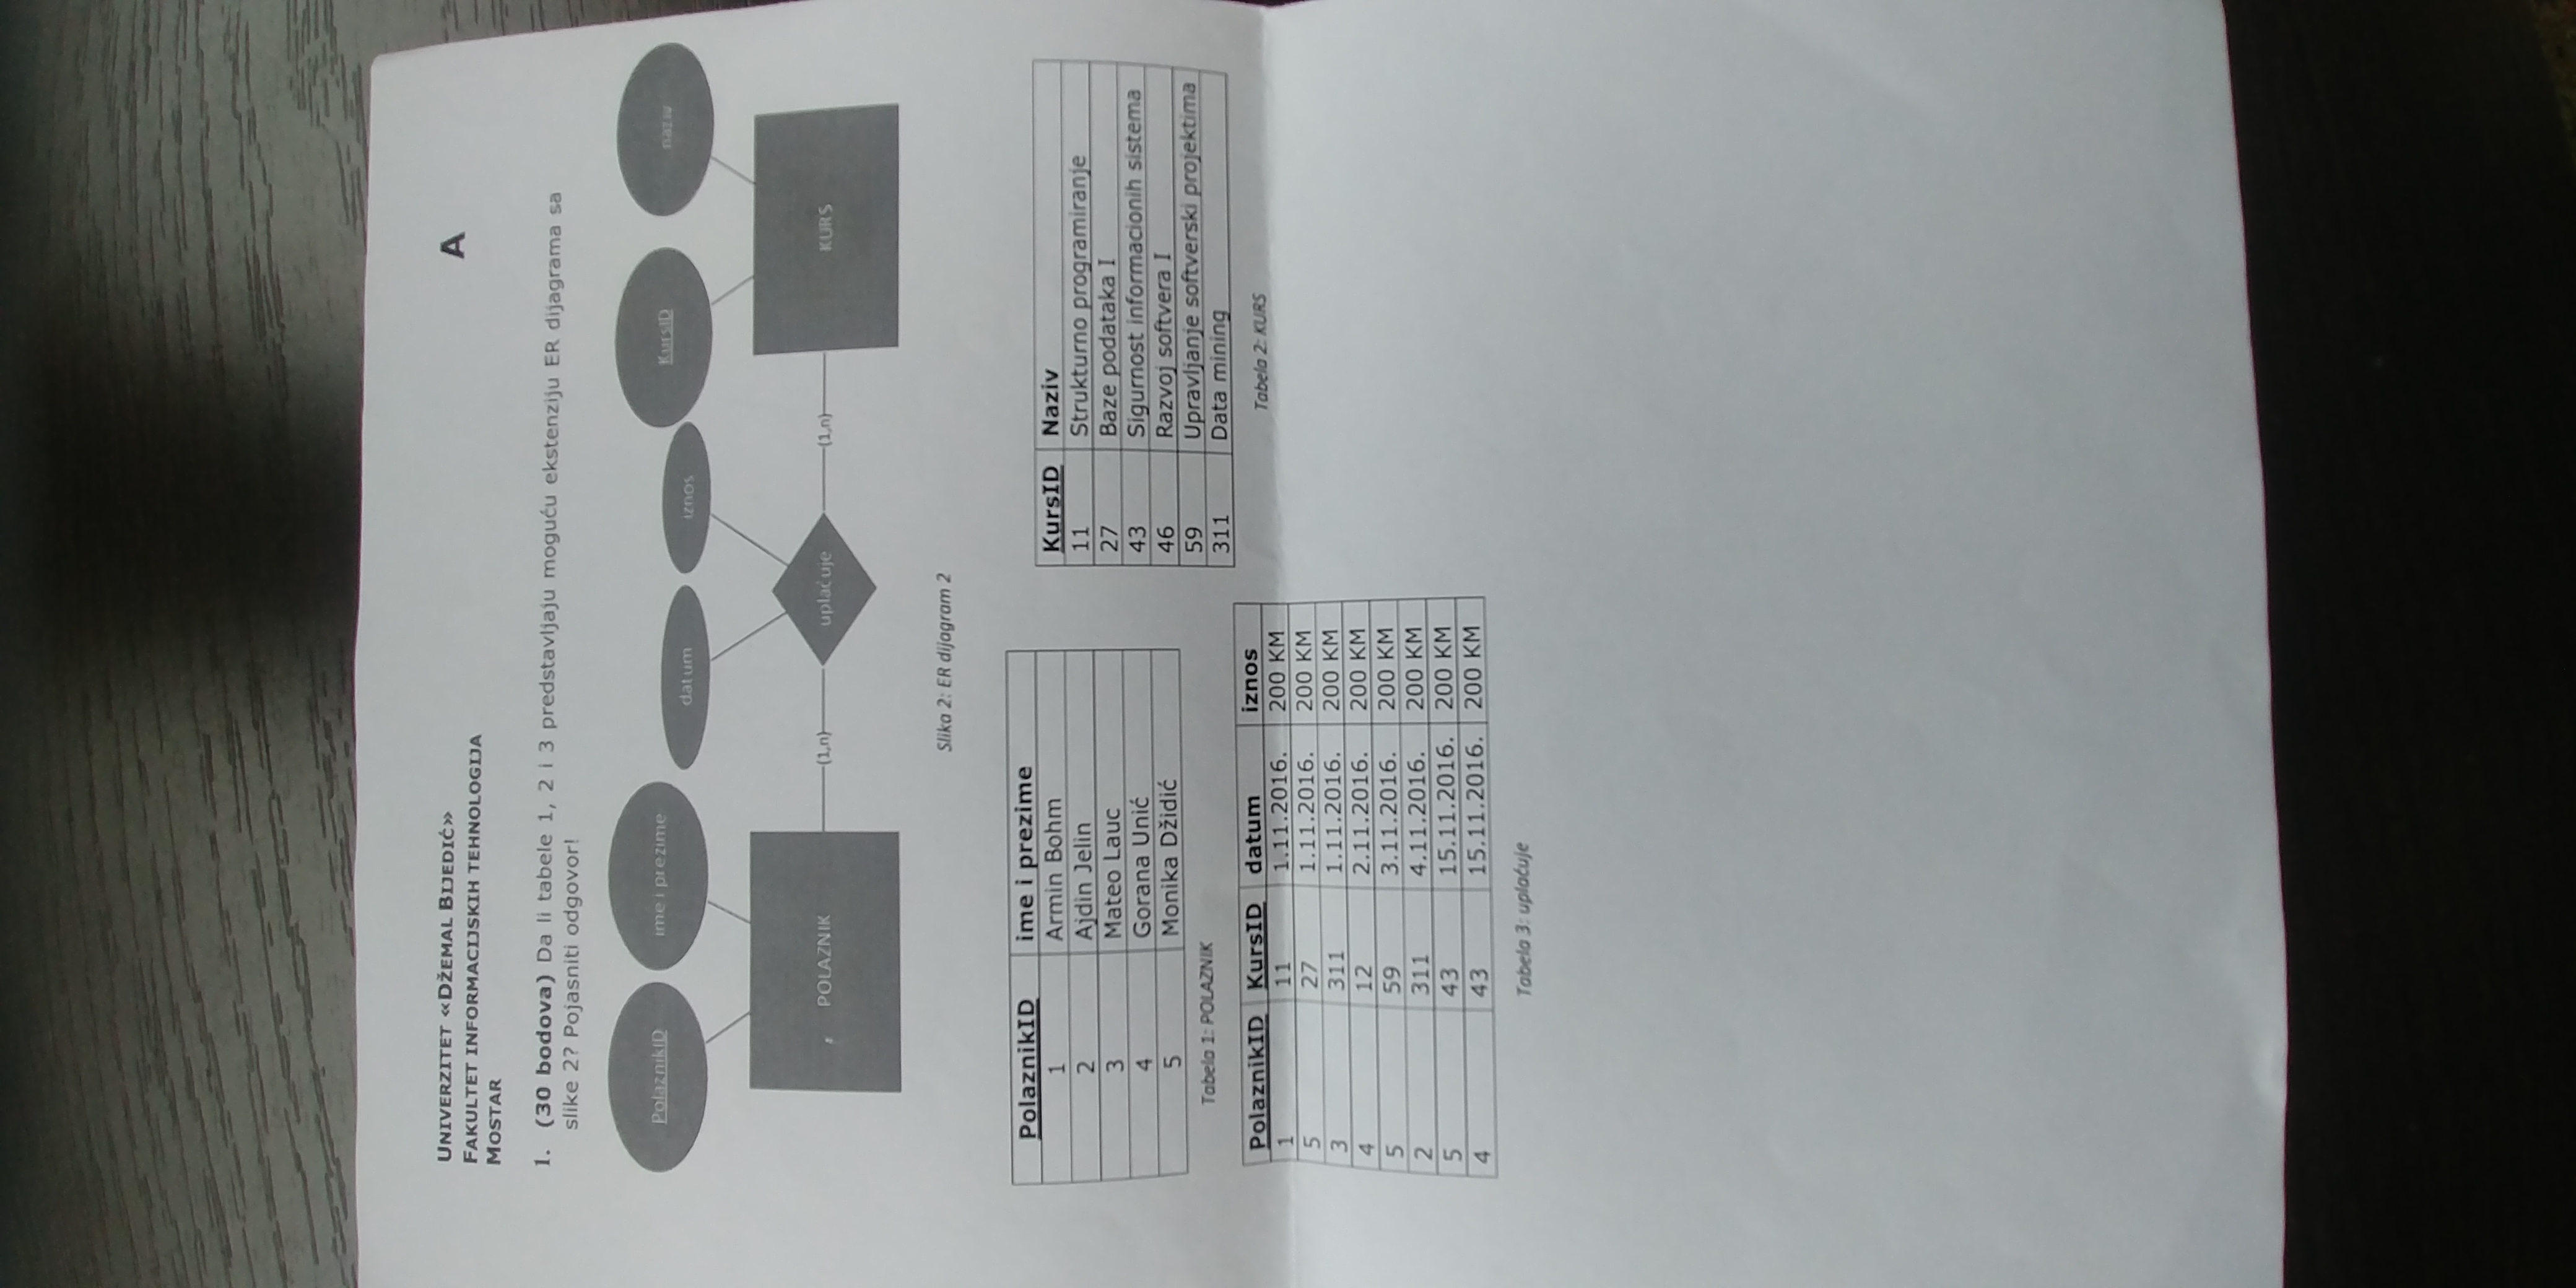 UNIVERZITET «DŽEMAL BIJEDIĆ»
FAKULTET INFORMACIJSKIH TEHNOLOGIJA
MOSTAR
A
1. (30 bodova) Da li tabele 1, 2 i 3 predstavljaju moguću ekstenziju ER dijagrama sa
slike 2? Pojasniti odgovor!
PolaznikID ime i prezime datum iznos KursID naziv
POLAZNIK (1,n) uplaćuje (1,n) KURS
Slika 2: ER dijagram 2
PolaznikID ime i prezime
1 Armin Bohm
2 Ajdin Jelin
3 Mateo Lauc
4 Gorana Unić
5 Monika Džidić
Tabela 1: POLAZNIK
KursID Naziv
11 Strukturno programiranje
27 Baze podataka I
43 Sigurnost informacionih sistema
46 Razvoj softvera I
59 Upravljanje softverski projektima
311 Data mining
Tabela 2: KURS
PolaznikID KursID datum iznos
1 11 1.11.2016. 200 KM
5 27 1.11.2016. 200 KM
3 311 1.11.2016. 200 KM
4 12 2.11.2016. 200 KM
5 59 3.11.2016. 200 KM
2 311 4.11.2016. 200 KM
5 43 15.11.2016. 200 KM
4 43 15.11.2016. 200 KM
Tabela 3: uplaćuje